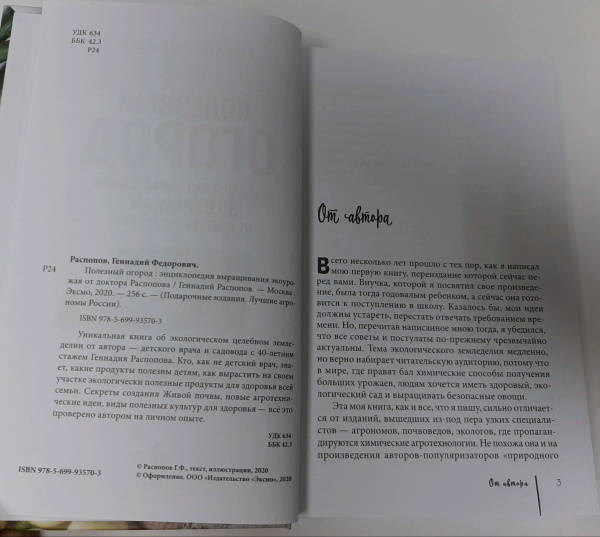 УДК 634
ББК 42.3
Р24
Распопов, Геннадий Федорович.
Р24
Полезный огород : энциклопедия выращивания экоуро-
жая от доктора Распопова / Геннадий Распопов. — Москва :
Эксмо, 2020. — 256 с. — (Подарочные издания. Лучшие агро-
номы России).
ISBN 978-5-699-93570-3
Уникальная книга об экологическом целебном земле-
делии от автора — детского врача и садовода с 40-летним
стажем Геннадия Распопова. Кто, как не детский врач, зна-
ет, какие продукты полезны детям, как вырастить на своем
участке экологически полезные продукты для здоровья всей
семьи. Секреты создания Живой почвы, новые агротехни-
ческие идеи, виды полезных культур для здоровья — всё это
проверено автором на личном опыте.
УДК 634
ББК 42.3
ISBN 978-5-699-93570-3
© Распопов Г.Ф., текст, иллюстрации, 2020
© Оформление. ООО «Издательство «Эксмо», 2020
ПОЛЕЗНЫЙ
ОГОРОД
От автора
Всего несколько лет прошло с тех пор, как я написал
мою первую книгу, переиздание которой сейчас пе-
ред вами. Внучка, которой я посвятил свое произведе-
ние, была тогда годовалым ребенком, а сейчас она гото-
вится к поступлению в школу. Казалось бы, мои идеи
должны устареть, перестать отвечать требованиям вре-
мени. Но, перечитав написанное мною тогда, я убедился,
что все советы и постулаты по-прежнему чрезвычайно
актуальны. Тема экологического земледелия медленно,
но верно набирает читательскую аудиторию, потому что
в мире, где правят бал химические способы получения
больших урожаев, людям хочется иметь здоровый, эко-
логический сад и выращивать безопасные овощи.
Эта моя книга, как и все, что я пишу, сильно отличает-
ся от изданий, вышедших из-под пера узких специали-
стов — агрономов, почвоведов, экологов, где пропаган-
дируются химические агротехнологии. Не похожа она и на
произведения авторов-популяризаторов «природного
От автора
3